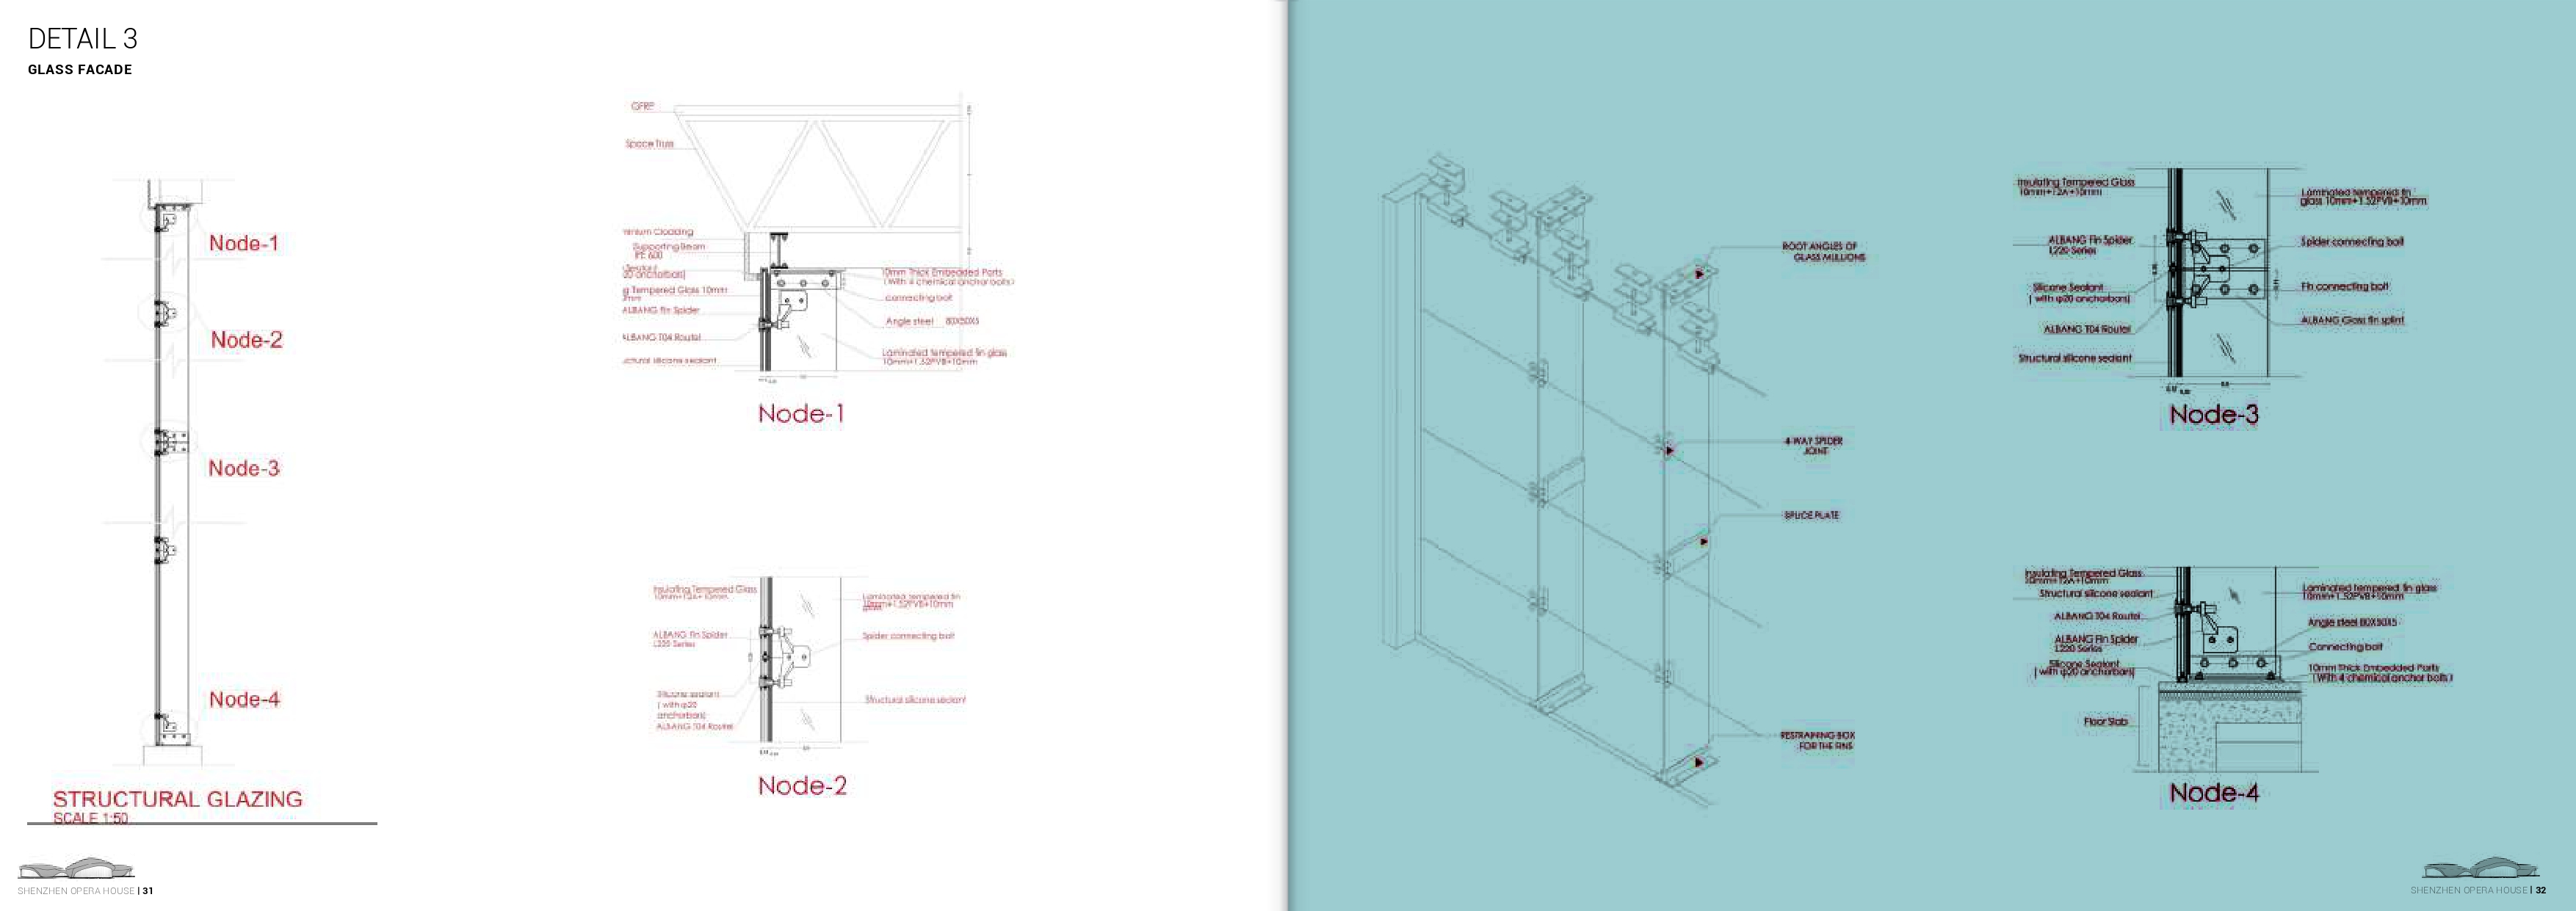 DETAIL 3
GLASS FACADE
Node-1
Node-2
Node-3
Node-4
STRUCTURAL GLAZING
SCALE 1:50
GFRP
Space Truss
minium Cladding
Supporting Beam
IPE 600
20 anchorbars)
g Tempered Glass 10mm
ALBANG Fin Spider
ALBANG T04 Routel
uctural silicone sealant
10mm Thick Embedded Parts
(With 4 chemical anchor bolts)
connecting bolt
Angle steel 80X50X5
Laminated tempered fin glass
10mm+1.52PVB+10mm
Node-1
Insulating Tempered Glass
10mm+12A+10mm
ALBANG Fin Spider
L220 Series
Silicone sealant
( with φ20
anchorbars)
ALBANG T04 Routel
Laminated tempered fin
10mm+1.52PVB+10mm
Spider connecting bolt
Structural silicone sealant
Node-2
SHENZHEN OPERA HOUSE | 31
ROOT ANGLES OF
GLASS MULLIONS
4-WAY SPIDER
JOINT
SPLICE PLATE
RESTRAINING BOX
FOR THE FINS
Insulating Tempered Glass
10mm+12A+10mm
ALBANG Fin Spider
L220 Series
Silicone Sealant
( with φ20 anchorbars)
ALBANG T04 Routel
Structural silicone sealant
Laminated tempered fin
glass 10mm+1.52PVB+10mm
Spider connecting bolt
Fin connecting bolt
ALBANG Glass fin splint
Node-3
Insulating Tempered Glass
10mm+12A+10mm
Structural silicone sealant
ALBANG T04 Routel
ALBANG Fin Spider
L220 Series
Silicone Sealant
( with φ20 anchorbars)
Floor Slab
Laminated tempered fin glass
10mm+1.52PVB+10mm
Angle steel 80X50X5
Connecting bolt
10mm Thick Embedded Parts
(With 4 chemical anchor bolts)
Node-4
SHENZHEN OPERA HOUSE | 32